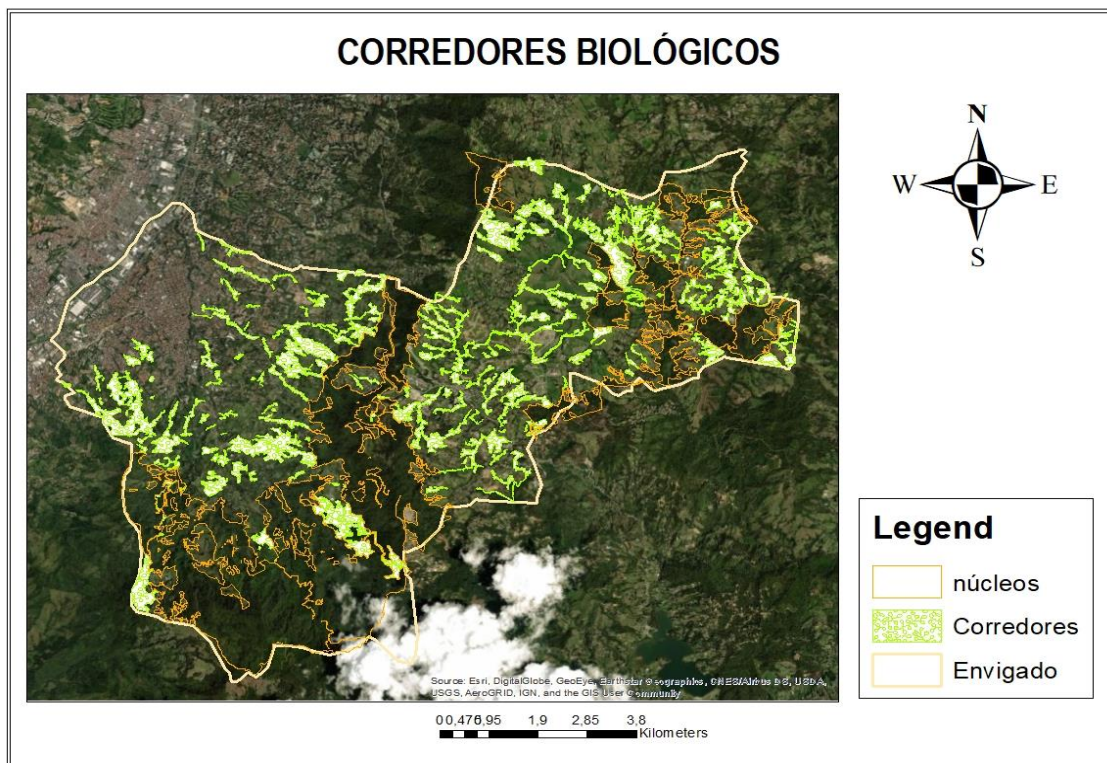 CORREDORES BIOLÓGICOS
N
W E
S
Legend
núcleos
Corredores
Envigado
Source: Esri, DigitalGlobe, GeoEye, Earthstar Geographics, CNES/Airbus DS, USDA,
USGS, AeroGRID, IGN, and the GIS User Community
0 0,475 0,95 1,9 2,85 3,8
Kilometers